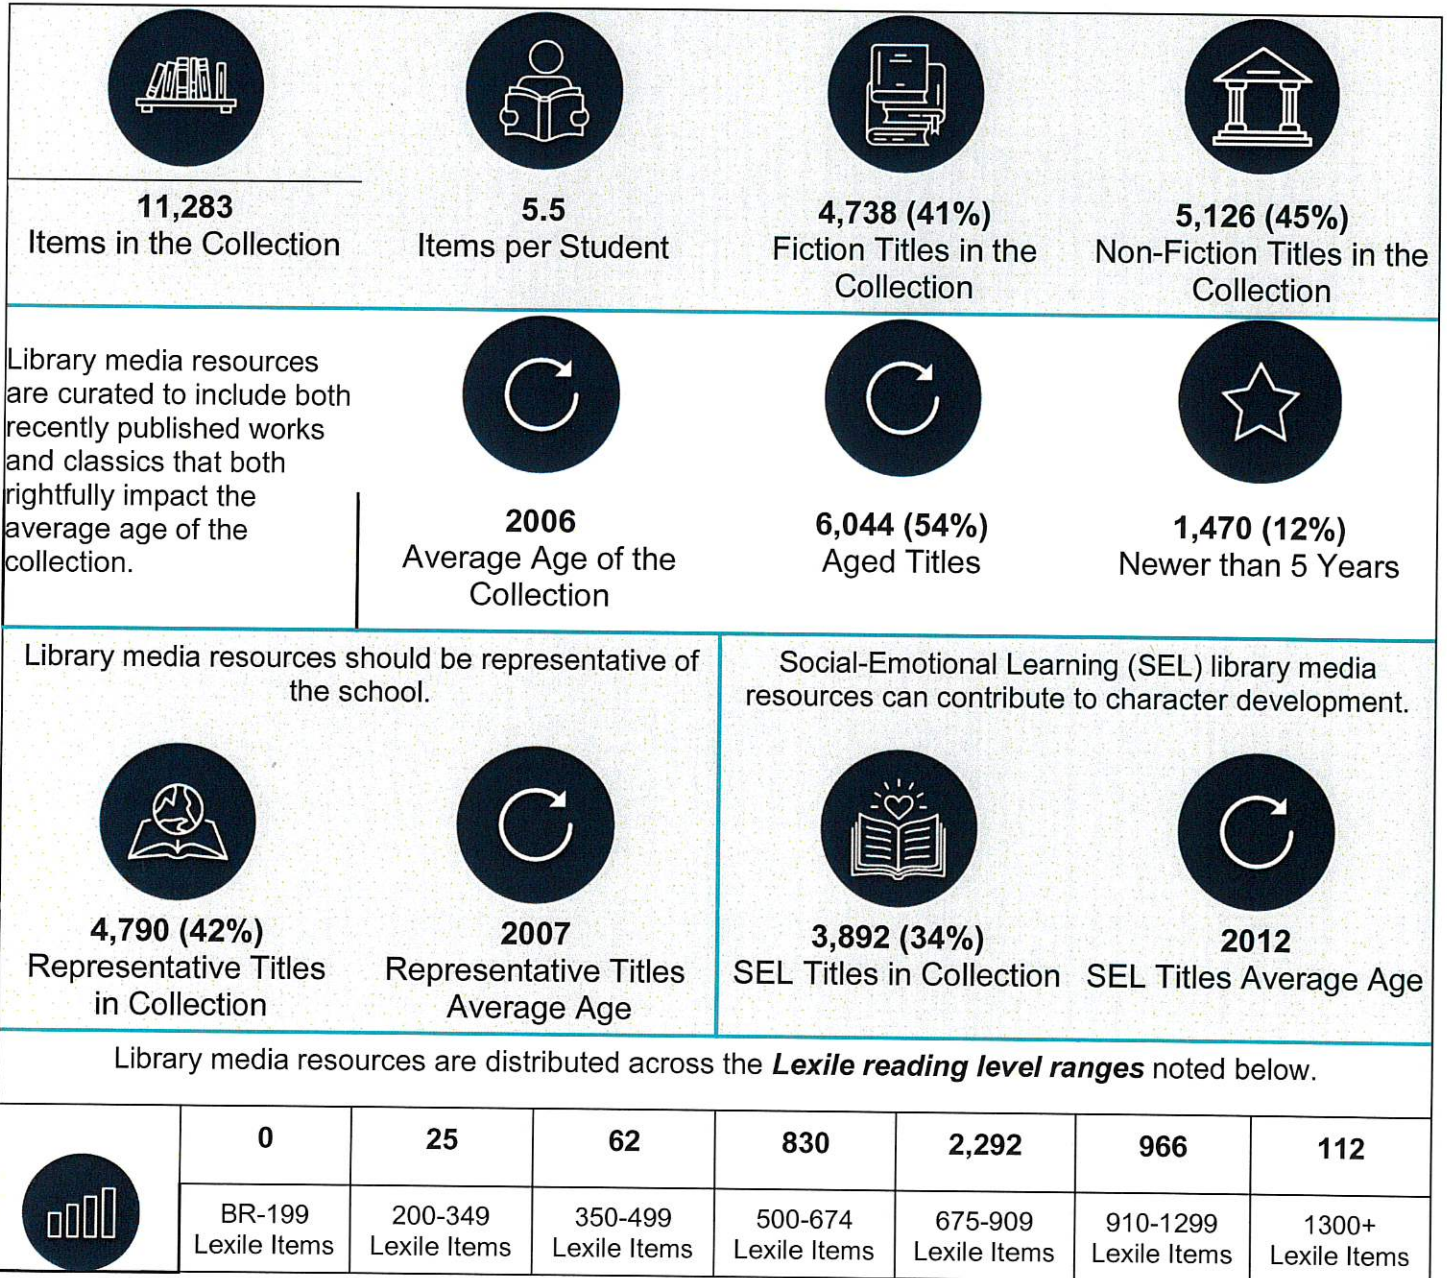 11,283
Items in the Collection
5.5
Items per Student
4,738 (41%)
Fiction Titles in the
Collection
5,126 (45%)
Non-Fiction Titles in the
Collection
Library media resources
are curated to include both
recently published works
and classics that both
rightfully impact the
average age of the
collection.
2006
Average Age of the
Collection
6,044 (54%)
Aged Titles
1,470 (12%)
Newer than 5 Years
Library media resources should be representative of
the school.
4,790 (42%)
Representative Titles
in Collection
2007
Representative Titles
Average Age
Social-Emotional Learning (SEL) library media
resources can contribute to character development.
3,892 (34%)
SEL Titles in Collection
2012
SEL Titles Average Age
Library media resources are distributed across the Lexile reading level ranges noted below.
0
25
62
830
2,292
966
112
BR-199
Lexile Items
200-349
Lexile Items
350-499
Lexile Items
500-674
Lexile Items
675-909
Lexile Items
910-1299
Lexile Items
1300+
Lexile Items